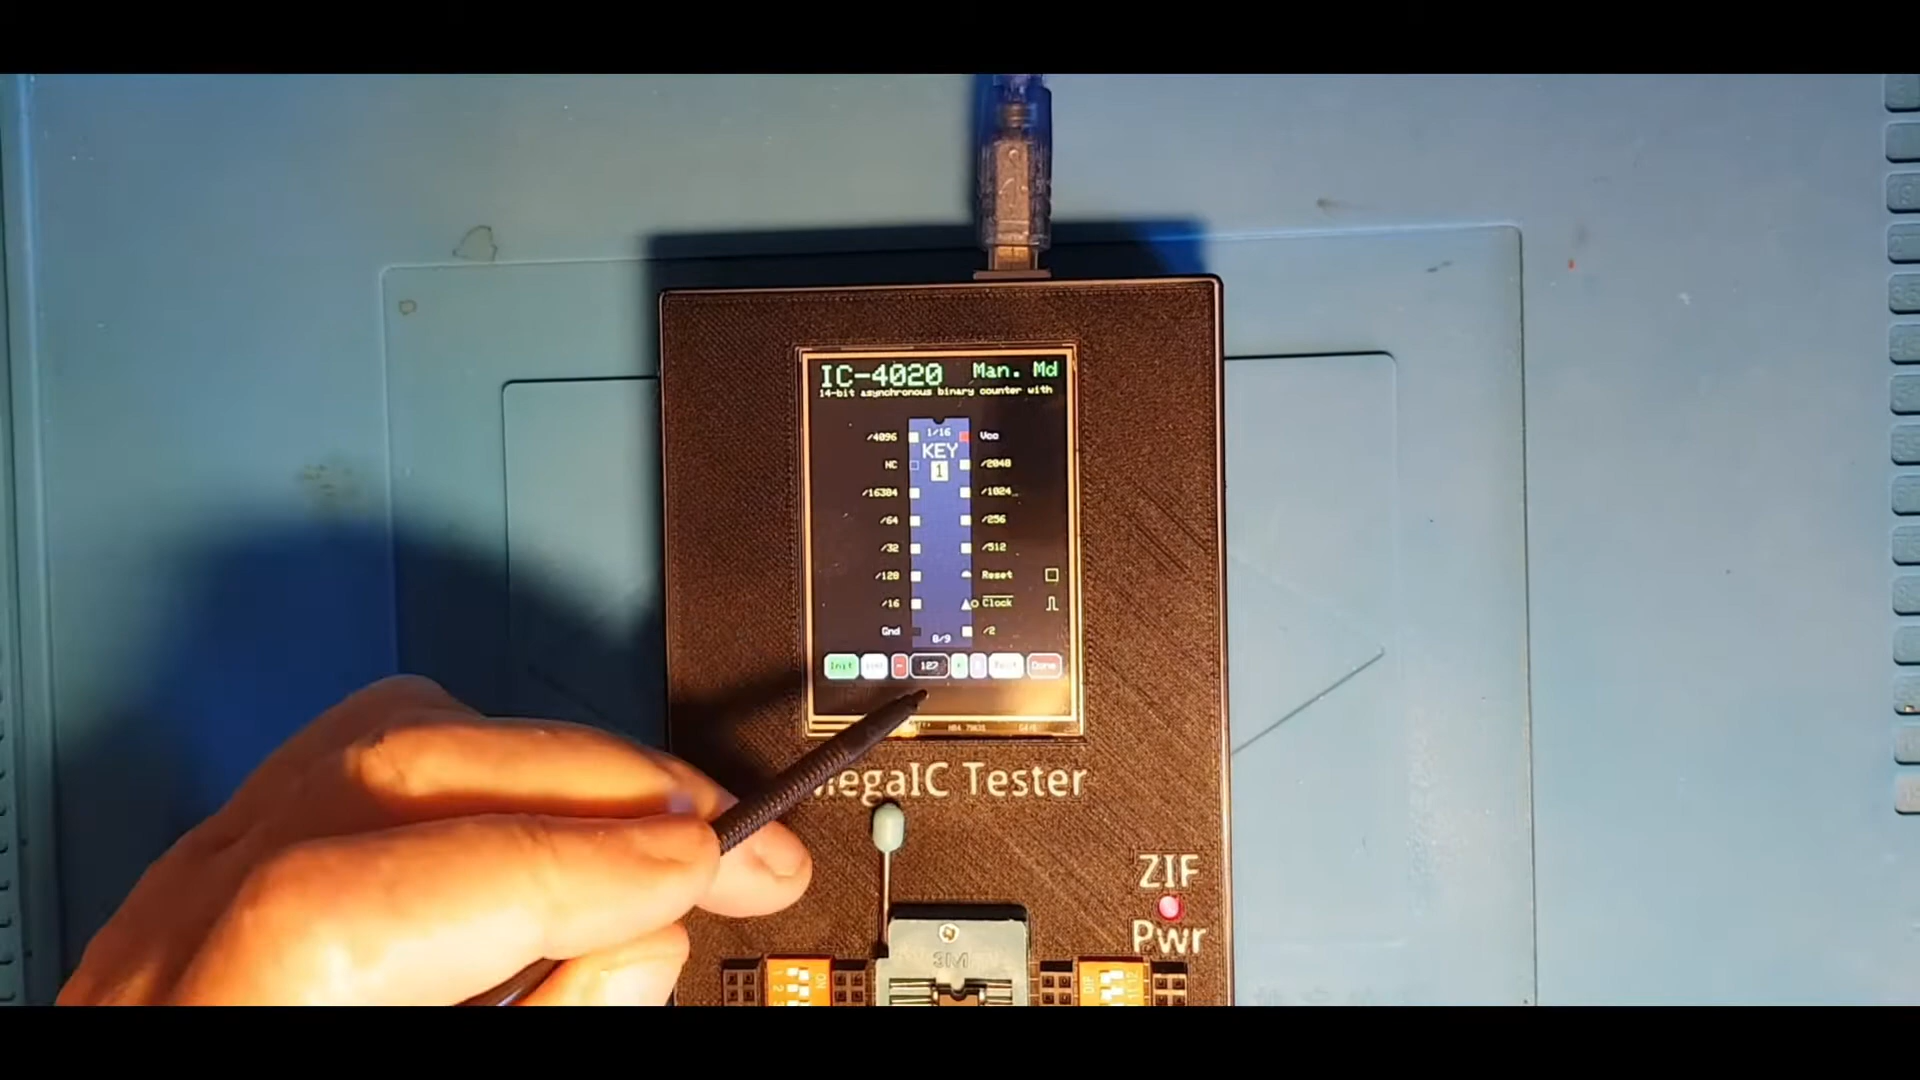 IC-4020 Man. Md
14-bit asynchronous binary counter with
/4096 1/16 Vcc
KEY
NC 1 /2048
/16384 /1024
/64 /256
/32 /512
/128 Reset
/16 Clock
Gnd 8/9 /2
Init - 122 + Done
MegaIC Tester
ZIF
Pwr
3M